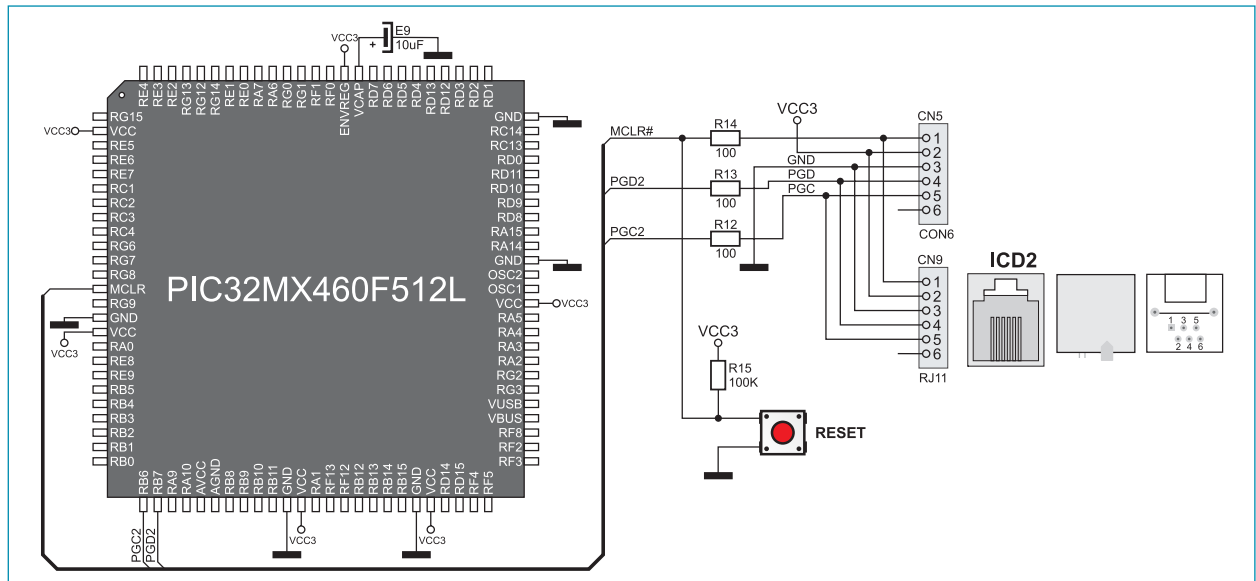 VCC3
E9
+
10uF
RE4
RE3
RE2
RG13
RG12
RG14
RE1
RE0
RA7
RA6
RG0
RG1
RF1
RF0
ENVREG
VCAP
RD7
RD6
RD5
RD4
RD13
RD12
RD3
RD2
RD1
VCC3
RG15
VCC
RE5
RE6
RE7
RC1
RC2
RC3
RC4
RG6
RG7
RG8
MCLR
RG9
GND
VCC
RA0
RE8
RE9
RB5
RB4
RB3
RB2
RB1
RB0
VCC3
PIC32MX460F512L
GND
RC14
RC13
RD0
RD11
RD10
RD9
RD8
RA15
RA14
GND
OSC2
OSC1
VCC
RA5
RA4
RA3
RA2
RG2
RG3
VUSB
VBUS
RF8
RF2
RF3
VCC3
RB6
RB7
RA9
RA10
AVCC
AGND
RB8
RB9
RB10
RB11
GND
VCC
RA1
RF13
RF12
RB12
RB13
RB14
RB15
GND
VCC
RD14
RD15
RF4
RF5
PGC2
PGD2
VCC3
VCC3
MCLR#
R14
100
VCC3
GND
PGD2
R13
100
PGD
PGC
PGC2
R12
100
CN5
1
2
3
4
5
6
CON6
CN9
1
2
3
4
5
6
RJ11
ICD2
1 3 5
2 4 6
VCC3
R15
100K
RESET